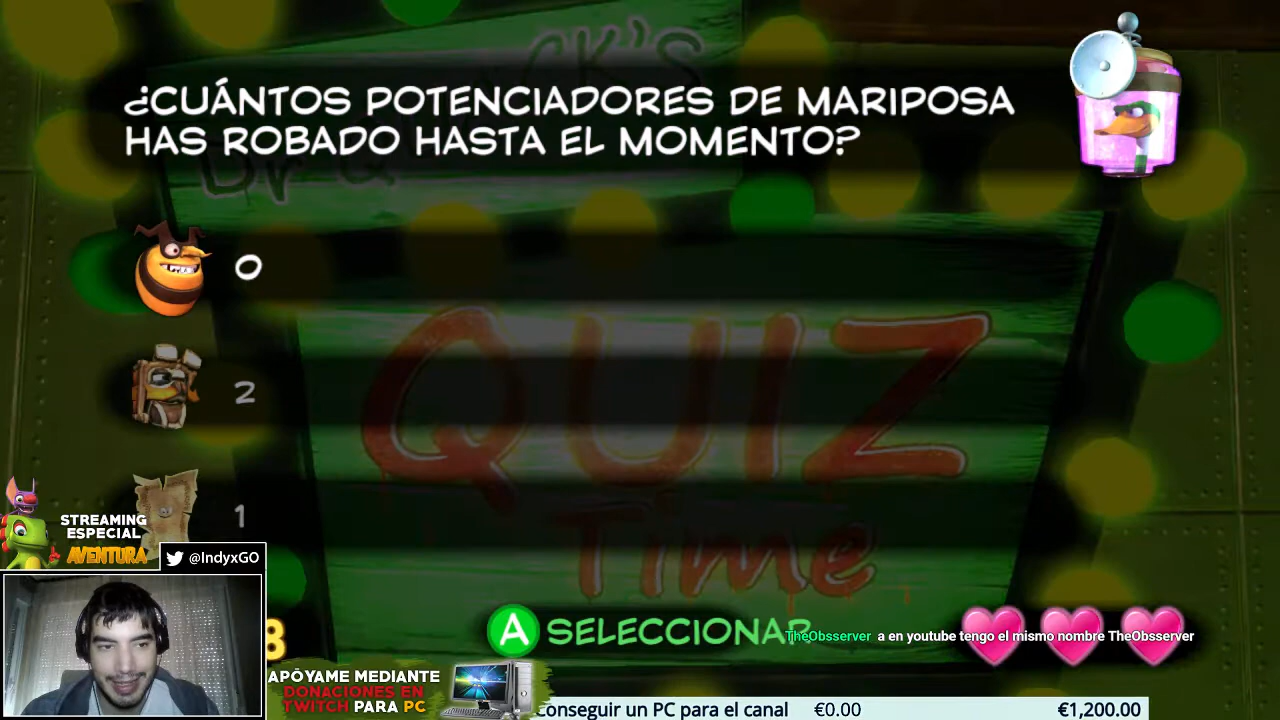 ¿CUÁNTOS POTENCIADORES DE MARIPOSA
HAS ROBADO HASTA EL MOMENTO?
0
2
1
QUIZ
Time
STREAMING
ESPECIAL
AVENTURA
@IndyxGO
8
A SELECCIONAR
TheObsserver a en youtube tengo el mismo nombre TheObsserver
APÓYAME MEDIANTE
DONACIONES EN
TWITCH PARA PC
Conseguir un PC para el canal €0.00 €1,200.00